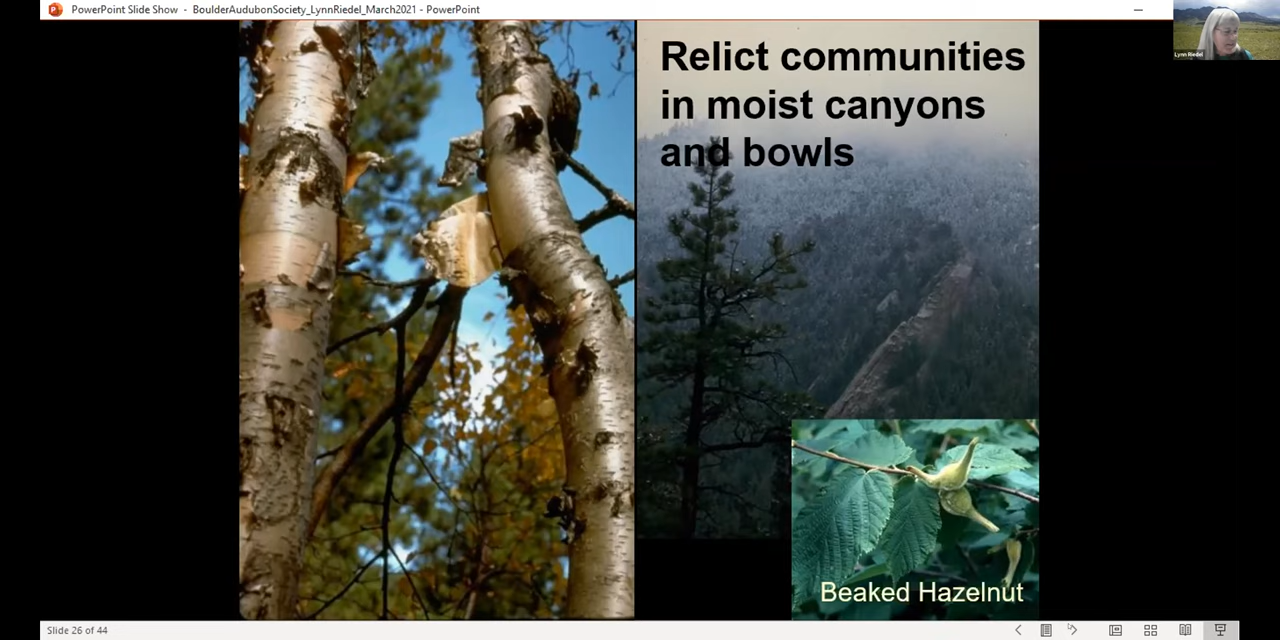 PowerPoint Slide Show - BoulderAudubonSociety_LynnRiedel_March2021 - PowerPoint
Lynn Riedel
Relict communities
in moist canyons
and bowls
Beaked Hazelnut
Slide 26 of 44